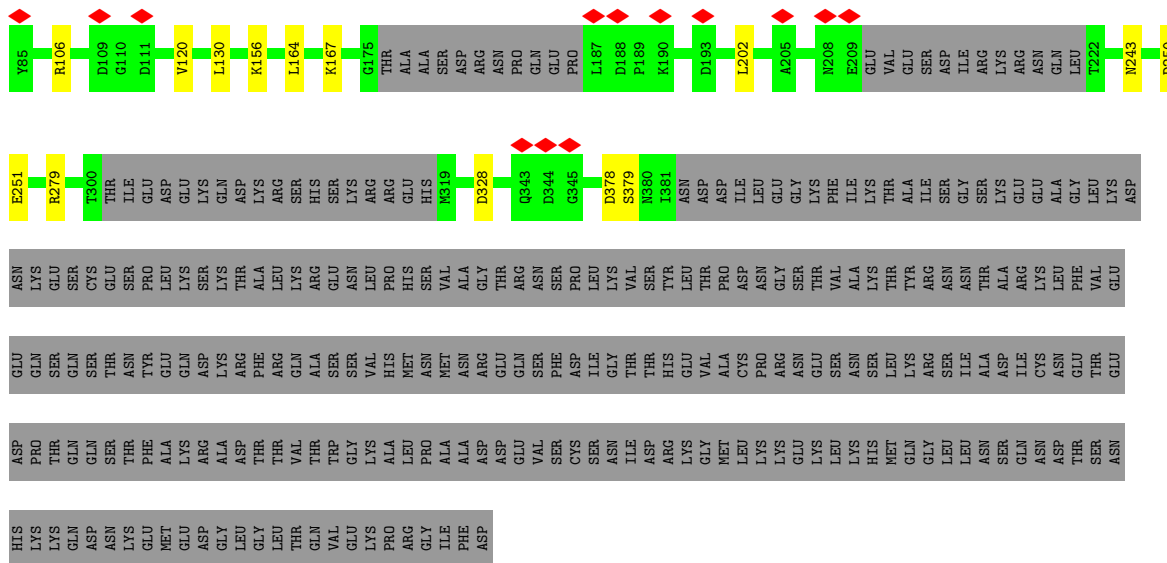 Y85 R106 D109 G110 D111 V120 L130 K156 L164 K167 G175 THR ALA ALA SER ASP ARG ASN PRO GLN GLU PRO L187 D188 P189 K190 D193 L202 A205 N208 E209 GLU VAL GLU SER ASP ILE ARG LYS ARG ASN GLN LEU T222 N243
E251 R279 T300 THR ILE GLU ASP GLU LYS GLN ASP LYS ARG SER HIS SER LYS ARG ARG GLU HIS M319 D328 Q343 D344 G345 D378 S379 N380 I381 ASN ASP ASP ILE LEU GLU GLY LYS PHE ILE LYS THR ALA ILE SER GLY SER LYS GLU GLU ALA GLY LEU LYS ASP
ASN LYS GLU SER CYS GLU SER PRO LEU LYS SER LYS THR ALA LEU LYS ARG GLU ASN LEU PRO HIS SER VAL ALA GLY THR ARG ASN SER PRO LEU LYS VAL SER TYR LEU THR PRO ASP ASN GLY SER THR VAL ALA LYS THR TYR ARG ASN ASN THR ALA ARG LYS LEU PHE VAL GLU
GLU GLN SER GLN SER THR ASN TYR GLU GLN ASP LYS ARG PHE ARG GLN ALA SER SER VAL HIS MET ASN MET ASN ARG GLU GLN SER PHE ASP ILE GLY THR THR HIS GLU VAL ALA CYS PRO ARG ASN GLU SER ASN SER LEU LYS ARG SER ILE ALA ASP ILE CYS ASN GLU THR GLU
ASP PRO THR GLN GLN SER THR PHE ALA LYS ARG ALA ASP THR THR VAL THR TRP GLY LYS ALA LEU PRO ALA ALA ASP ASP GLU VAL SER CYS SER ASN ILE ASP ARG LYS GLY MET LEU LYS LYS GLU LYS LEU LYS HIS MET GLN GLY LEU LEU ASN SER GLN ASN ASP THR SER ASN
HIS LYS LYS GLN ASP ASN LYS GLU MET GLU ASP GLY LEU GLY LEU THR GLN VAL GLU LYS PRO ARG GLY ILE PHE ASP